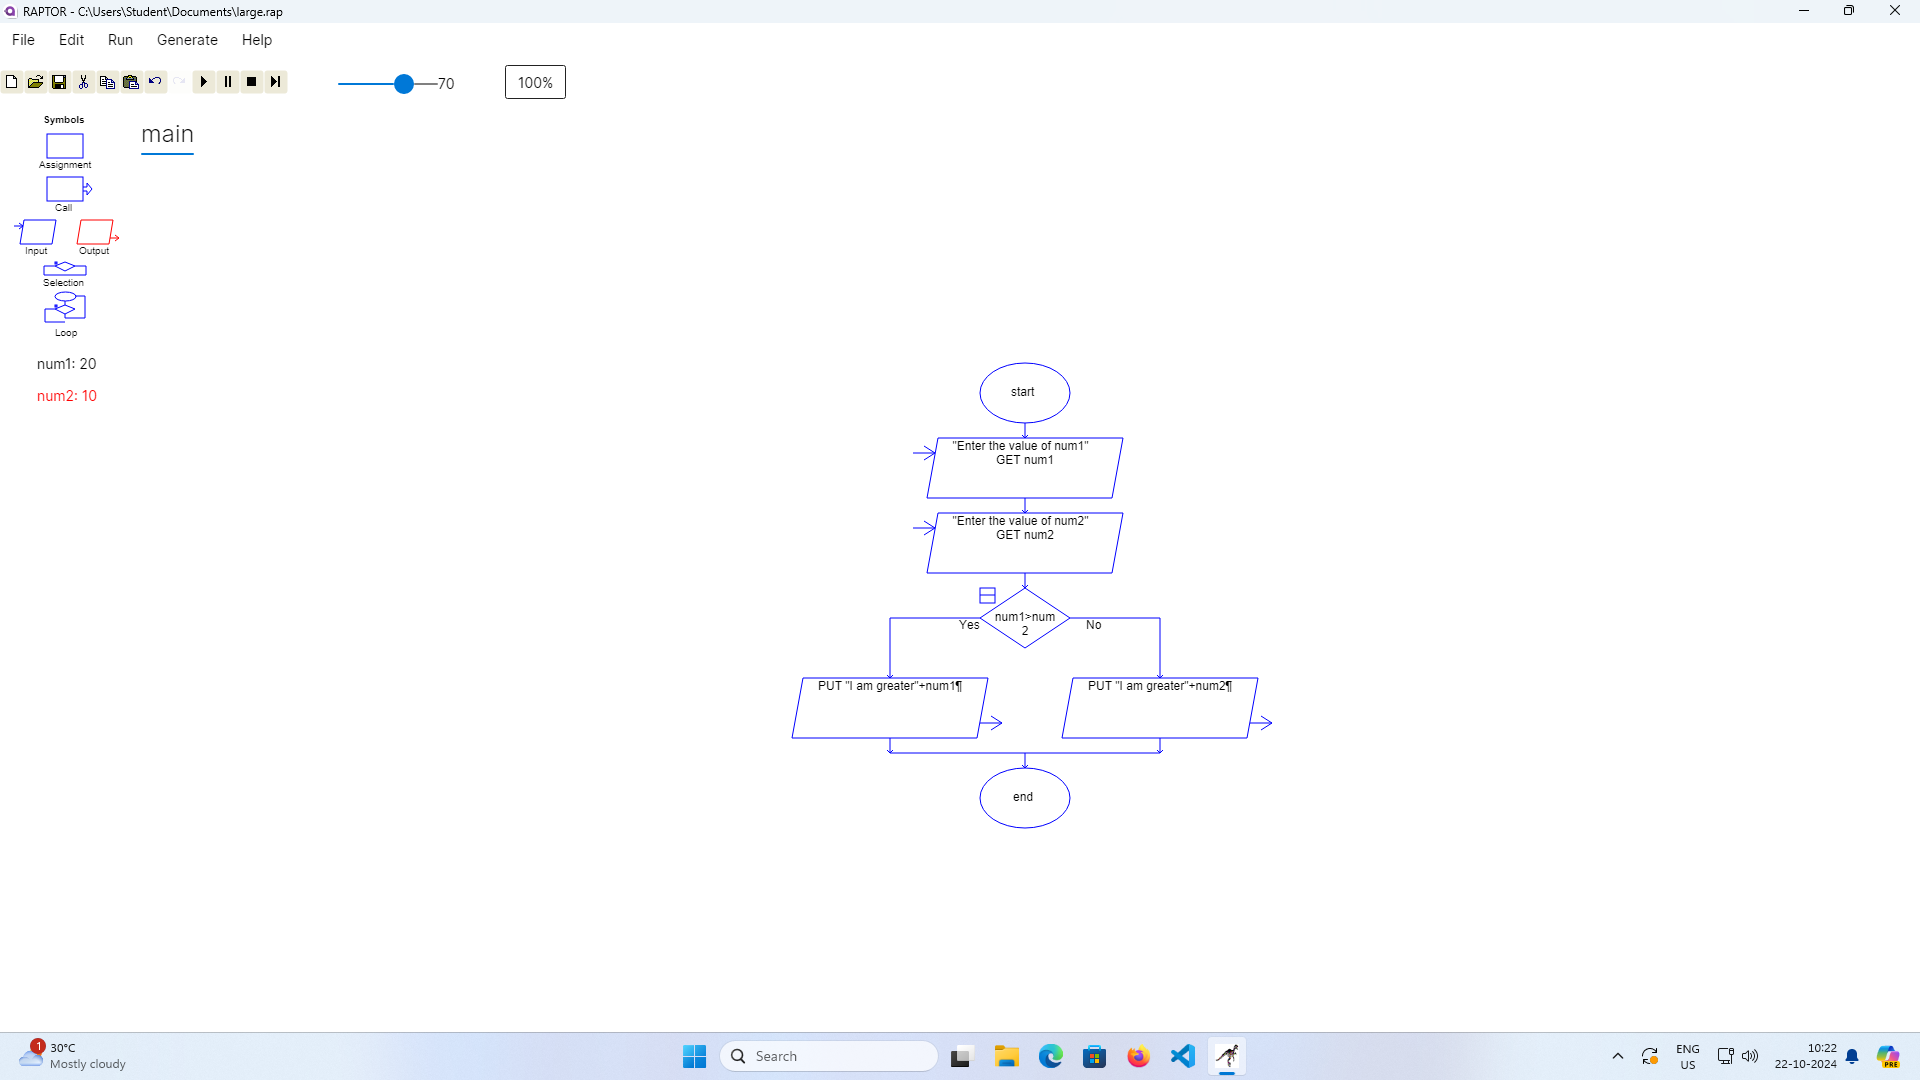 RAPTOR - C:\Users\Student\Documents\large.rap
File Edit Run Generate Help
70
100%
Symbols
main
Assignment
Call
Input Output
Selection
Loop
num1: 20
num2: 10
start
"Enter the value of num1"
GET num1
"Enter the value of num2"
GET num2
num1>num
2
Yes
No
PUT "I am greater"+num1¶
PUT "I am greater"+num2¶
end
1
30°C
Mostly cloudy
Search
ENG
US
10:22
22-10-2024
PRE